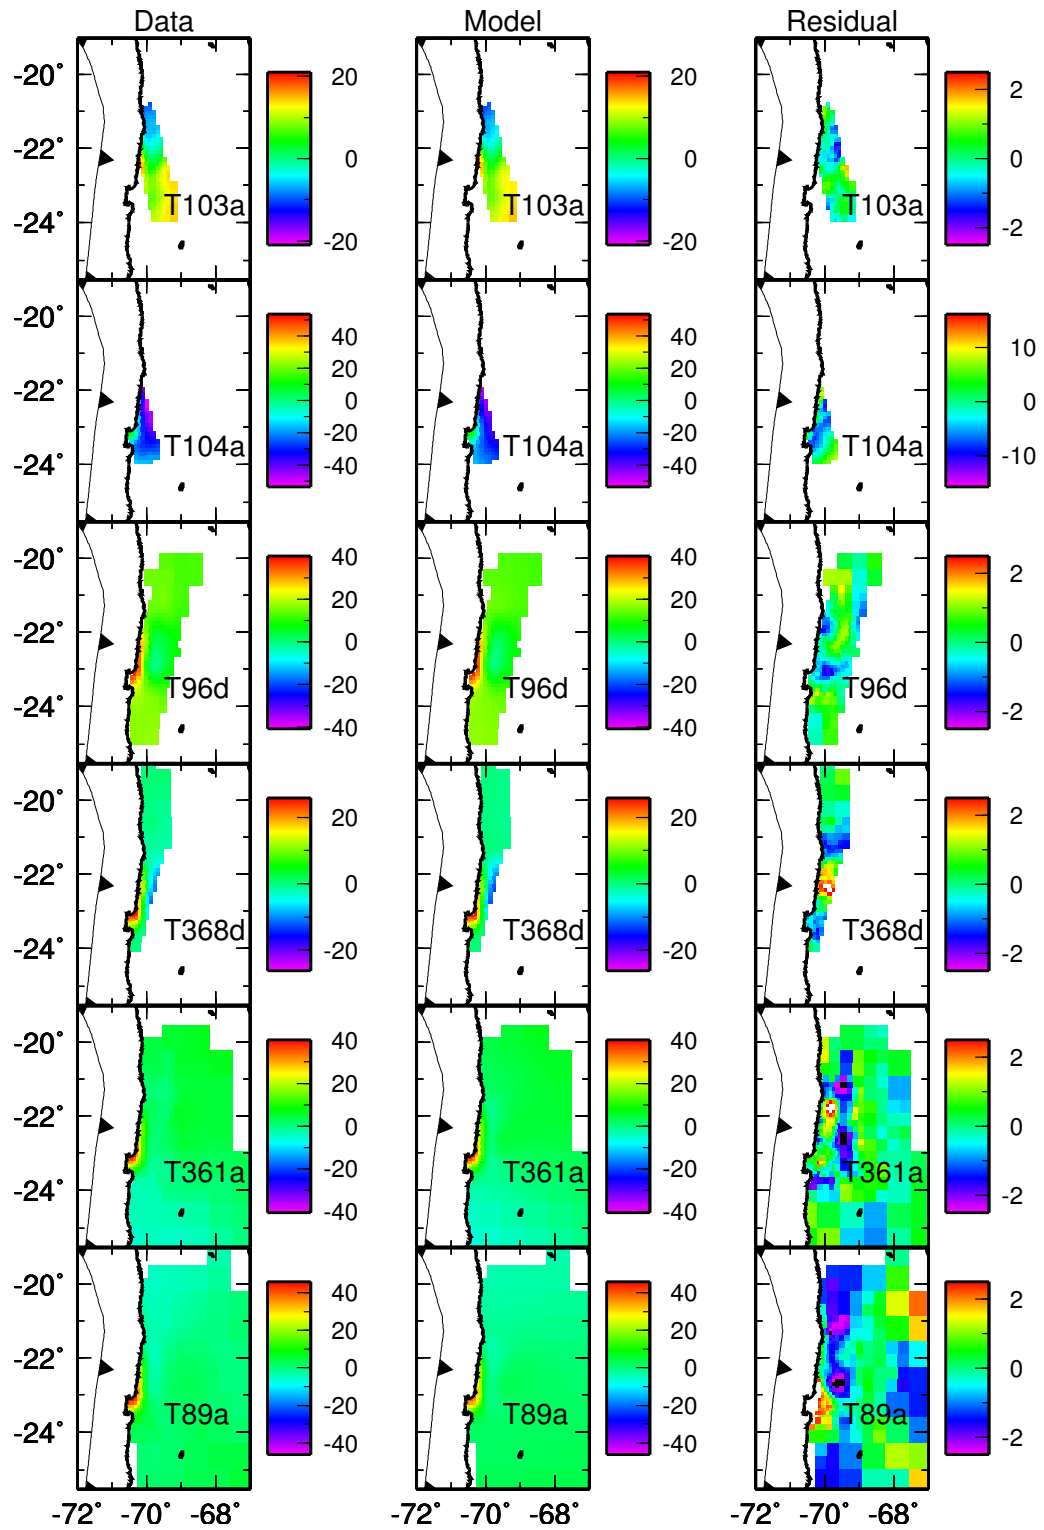 Data Model Residual
-20° 20 20 2
-22° 0 0 0
T103a T103a T103a
-24° -20 -20 -2
-20° 40 40 10
20 20
-22° 0 0 0
-20 -20
T104a T104a T104a
-24° -40 -40 -10
-20° 40 40 2
20 20
-22° 0 0 0
T96d T96d T96d
-20 -20
-24° -40 -40 -2
-20° 20 20 2
-22° 0 0 0
T368d T368d T368d
-24° -20 -20 -2
-20° 40 40 2
20 20
-22° 0 0 0
T361a T361a T361a
-20 -20
-24° -40 -40 -2
-20° 40 40 2
20 20
-22° 0 0 0
-20 -20
T89a T89a T89a
-24° -40 -40 -2
-72° -70° -68° -72° -70° -68° -72° -70° -68°